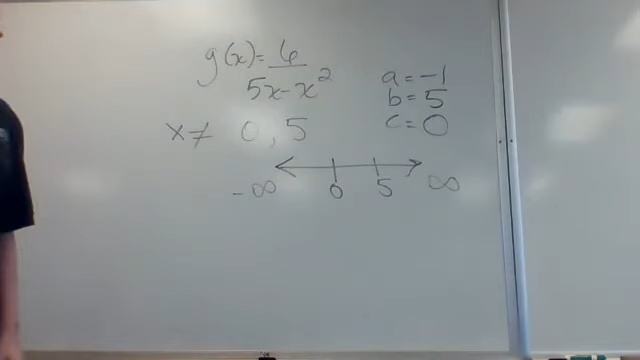 g(x) = 6 / 5x - x²
a = -1
b = 5
c = 0
x ≠ 0, 5
-∞ 0 5 ∞